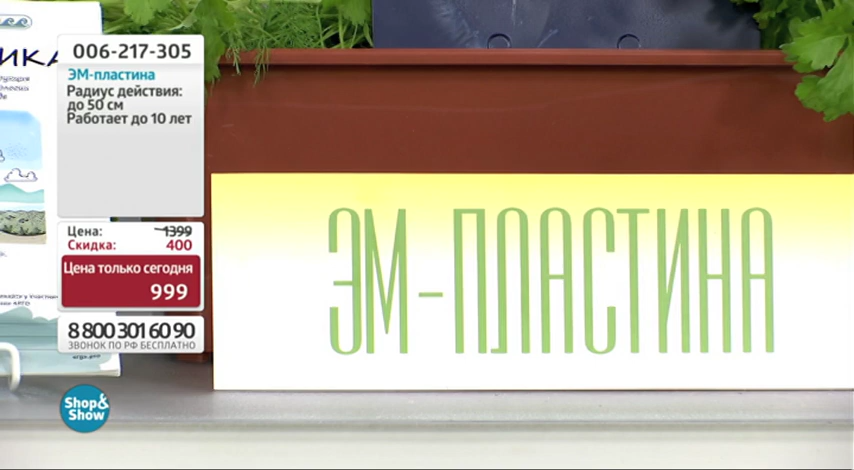 006-217-305
ЭМ-пластина
Радиус действия:
до 50 см
Работает до 10 лет
Цена: 1399
Скидка: 400
Цена только сегодня
999
8 800 301 60 90
ЗВОНОК ПО РФ БЕСПЛАТНО
Shop&
Show
ЭМ-ПЛАСТИНА